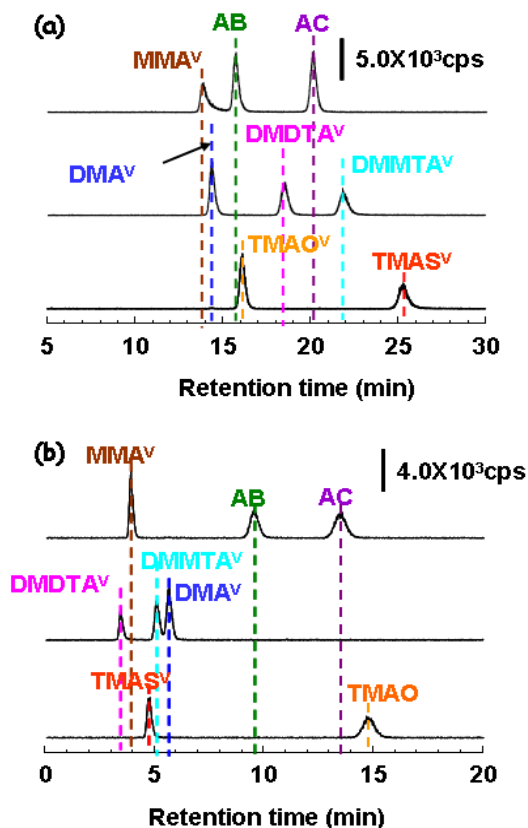 (a)
AB
AC
5.0X10³cps
MMAⱽ
DMDTAⱽ
DMMTAⱽ
DMAⱽ
TMAOⱽ
TMASⱽ
5 10 15 20 25 30
Retention time (min)
(b)
MMAⱽ
4.0X10³cps
AB
AC
DMMTAⱽ
DMDTAⱽ
DMAⱽ
TMASⱽ
TMAO
0 5 10 15 20
Retention time (min)